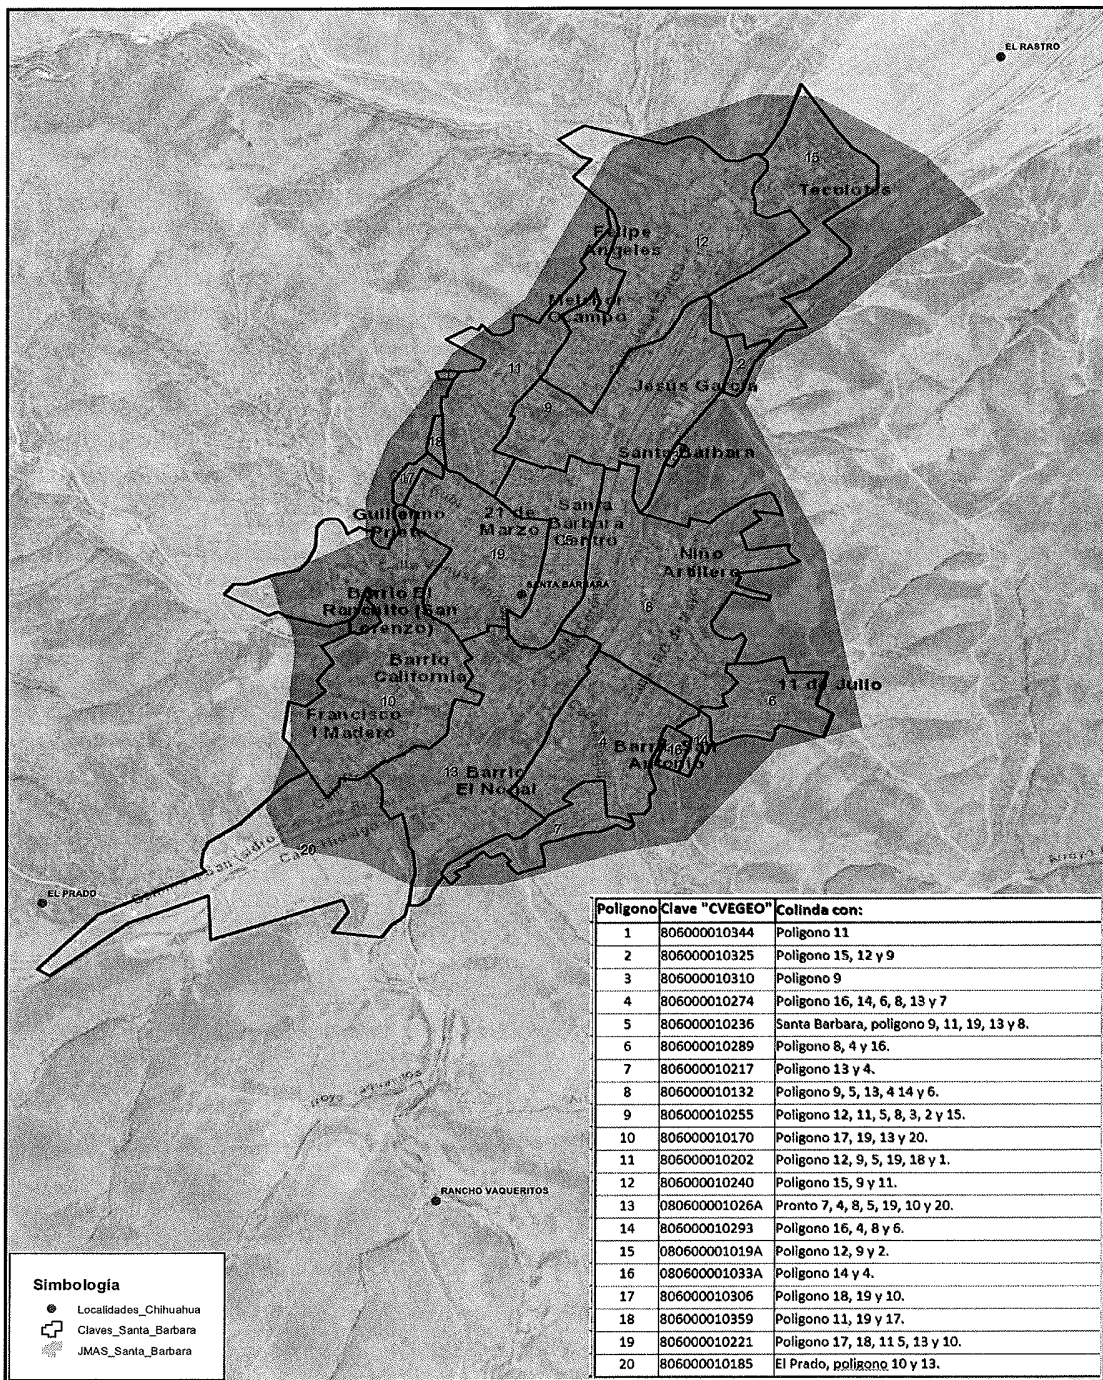 EL RASTRO
15
Tecolotes
Felipe
Angeles
12
Melchor
Ocampo
11
2
Jesus Garcia
9
18
Santa Barbara
3
17
Guillermo
Prieto
21 de
Marzo
Santa
Barbara
Centro
5
19
Nino
Artillero
SANTA BARBARA
8
Barrio El
Ranchito (San
Lorenzo)
Barrio
California
10
11 de Julio
6
Francisco
I Madero
4
Barrio San
Antonio
14
16
13
Barrio
El Nogal
7
20
EL PRADO
RANCHO VAQUERITOS
Poligono Clave "CVEGEO" Colinda con:
1 806000010344 Poligono 11
2 806000010325 Poligono 15, 12 y 9
3 806000010310 Poligono 9
4 806000010274 Poligono 16, 14, 6, 8, 13 y 7
5 806000010236 Santa Barbara, poligono 9, 11, 19, 13 y 8.
6 806000010289 Poligono 8, 4 y 16.
7 806000010217 Poligono 13 y 4.
8 806000010132 Poligono 9, 5, 13, 4 14 y 6.
9 806000010255 Poligono 12, 11, 5, 8, 3, 2 y 15.
10 806000010170 Poligono 17, 19, 13 y 20.
11 806000010202 Poligono 12, 9, 5, 19, 18 y 1.
12 806000010240 Poligono 15, 9 y 11.
13 080600001026A Pronto 7, 4, 8, 5, 19, 10 y 20.
14 806000010293 Poligono 16, 4, 8 y 6.
15 080600001019A Poligono 12, 9 y 2.
16 080600001033A Poligono 14 y 4.
17 806000010306 Poligono 18, 19 y 10.
18 806000010359 Poligono 11, 19 y 17.
19 806000010221 Poligono 17, 18, 11 5, 13 y 10.
20 806000010185 El Prado, poligono 10 y 13.
Simbología
Localidades_Chihuahua
Claves_Santa_Barbara
JMAS_Santa_Barbara